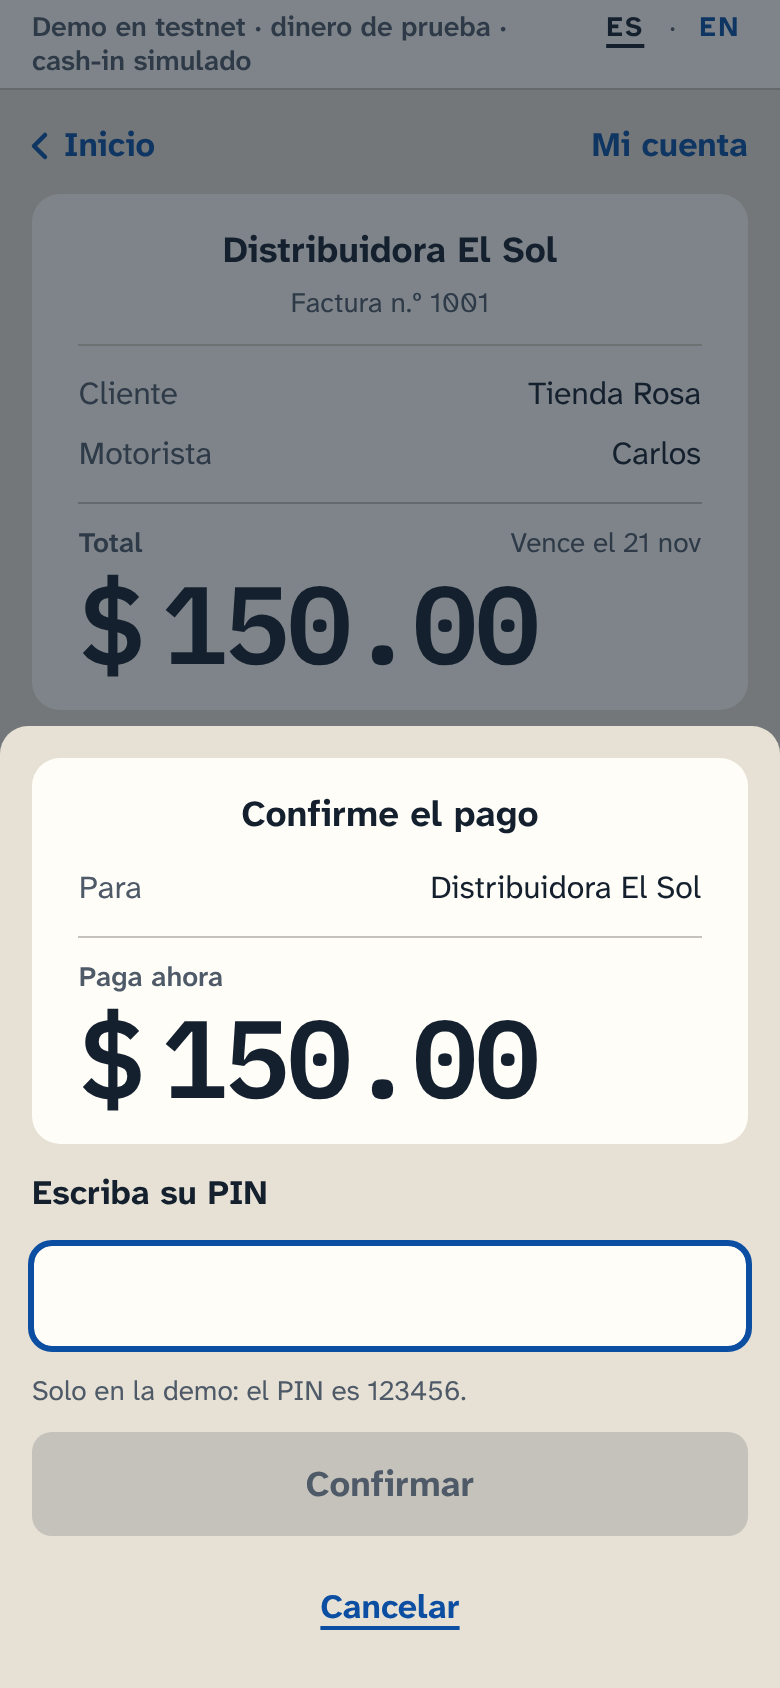 Demo en testnet · dinero de prueba ·
cash-in simulado
ES · EN
Inicio
Mi cuenta
Distribuidora El Sol
Factura n.º 1001
Cliente Tienda Rosa
Motorista Carlos
Total Vence el 21 nov
$150.00
Confirme el pago
Para Distribuidora El Sol
Paga ahora
$150.00
Escriba su PIN
Solo en la demo: el PIN es 123456.
Confirmar
Cancelar